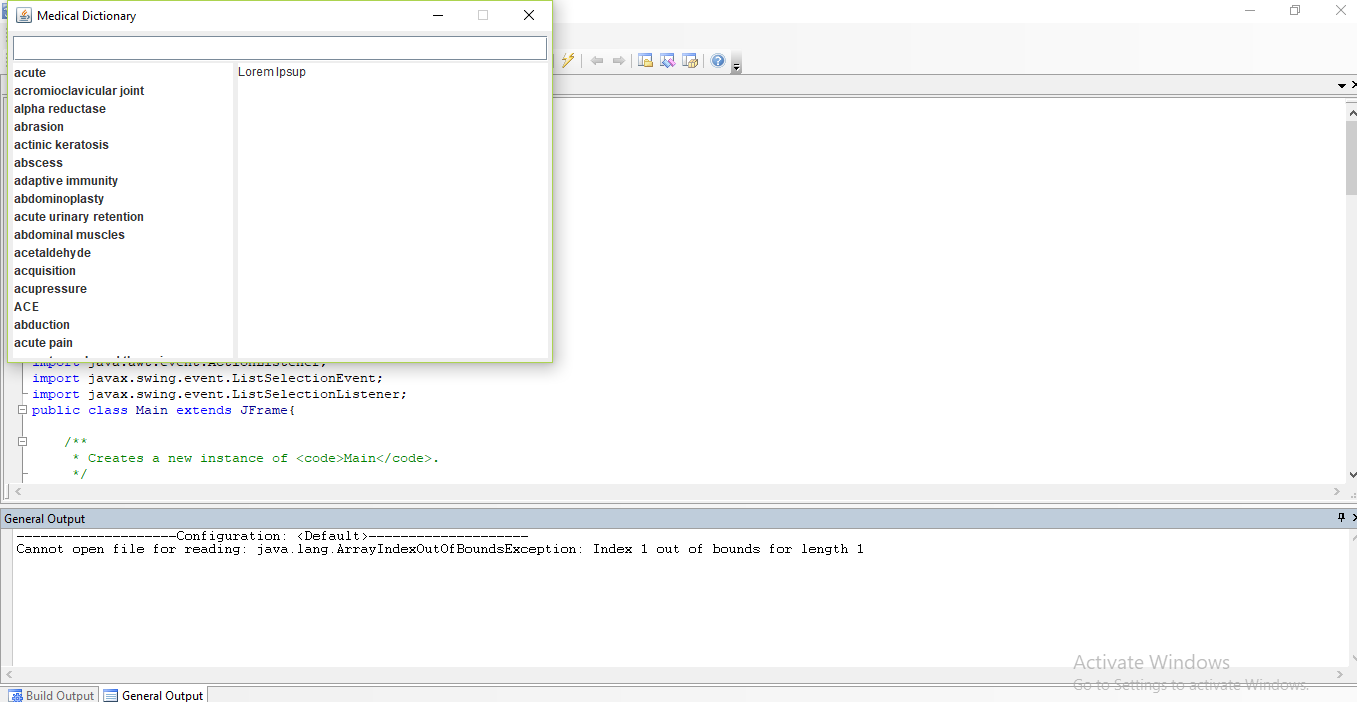 Medical Dictionary
acute
acromioclavicular joint
alpha reductase
abrasion
actinic keratosis
abscess
adaptive immunity
abdominoplasty
acute urinary retention
abdominal muscles
acetaldehyde
acquisition
acupressure
ACE
abduction
acute pain
Lorem Ipsup
import java.awt.event.ActionListener;
import javax.swing.event.ListSelectionEvent;
import javax.swing.event.ListSelectionListener;
public class Main extends JFrame{
/**
* Creates a new instance of <code>Main</code>.
*/
General Output
--------------------Configuration: <Default>--------------------
Cannot open file for reading: java.lang.ArrayIndexOutOfBoundsException: Index 1 out of bounds for length 1
Activate Windows
Go to Settings to activate Windows.
Build Output
General Output